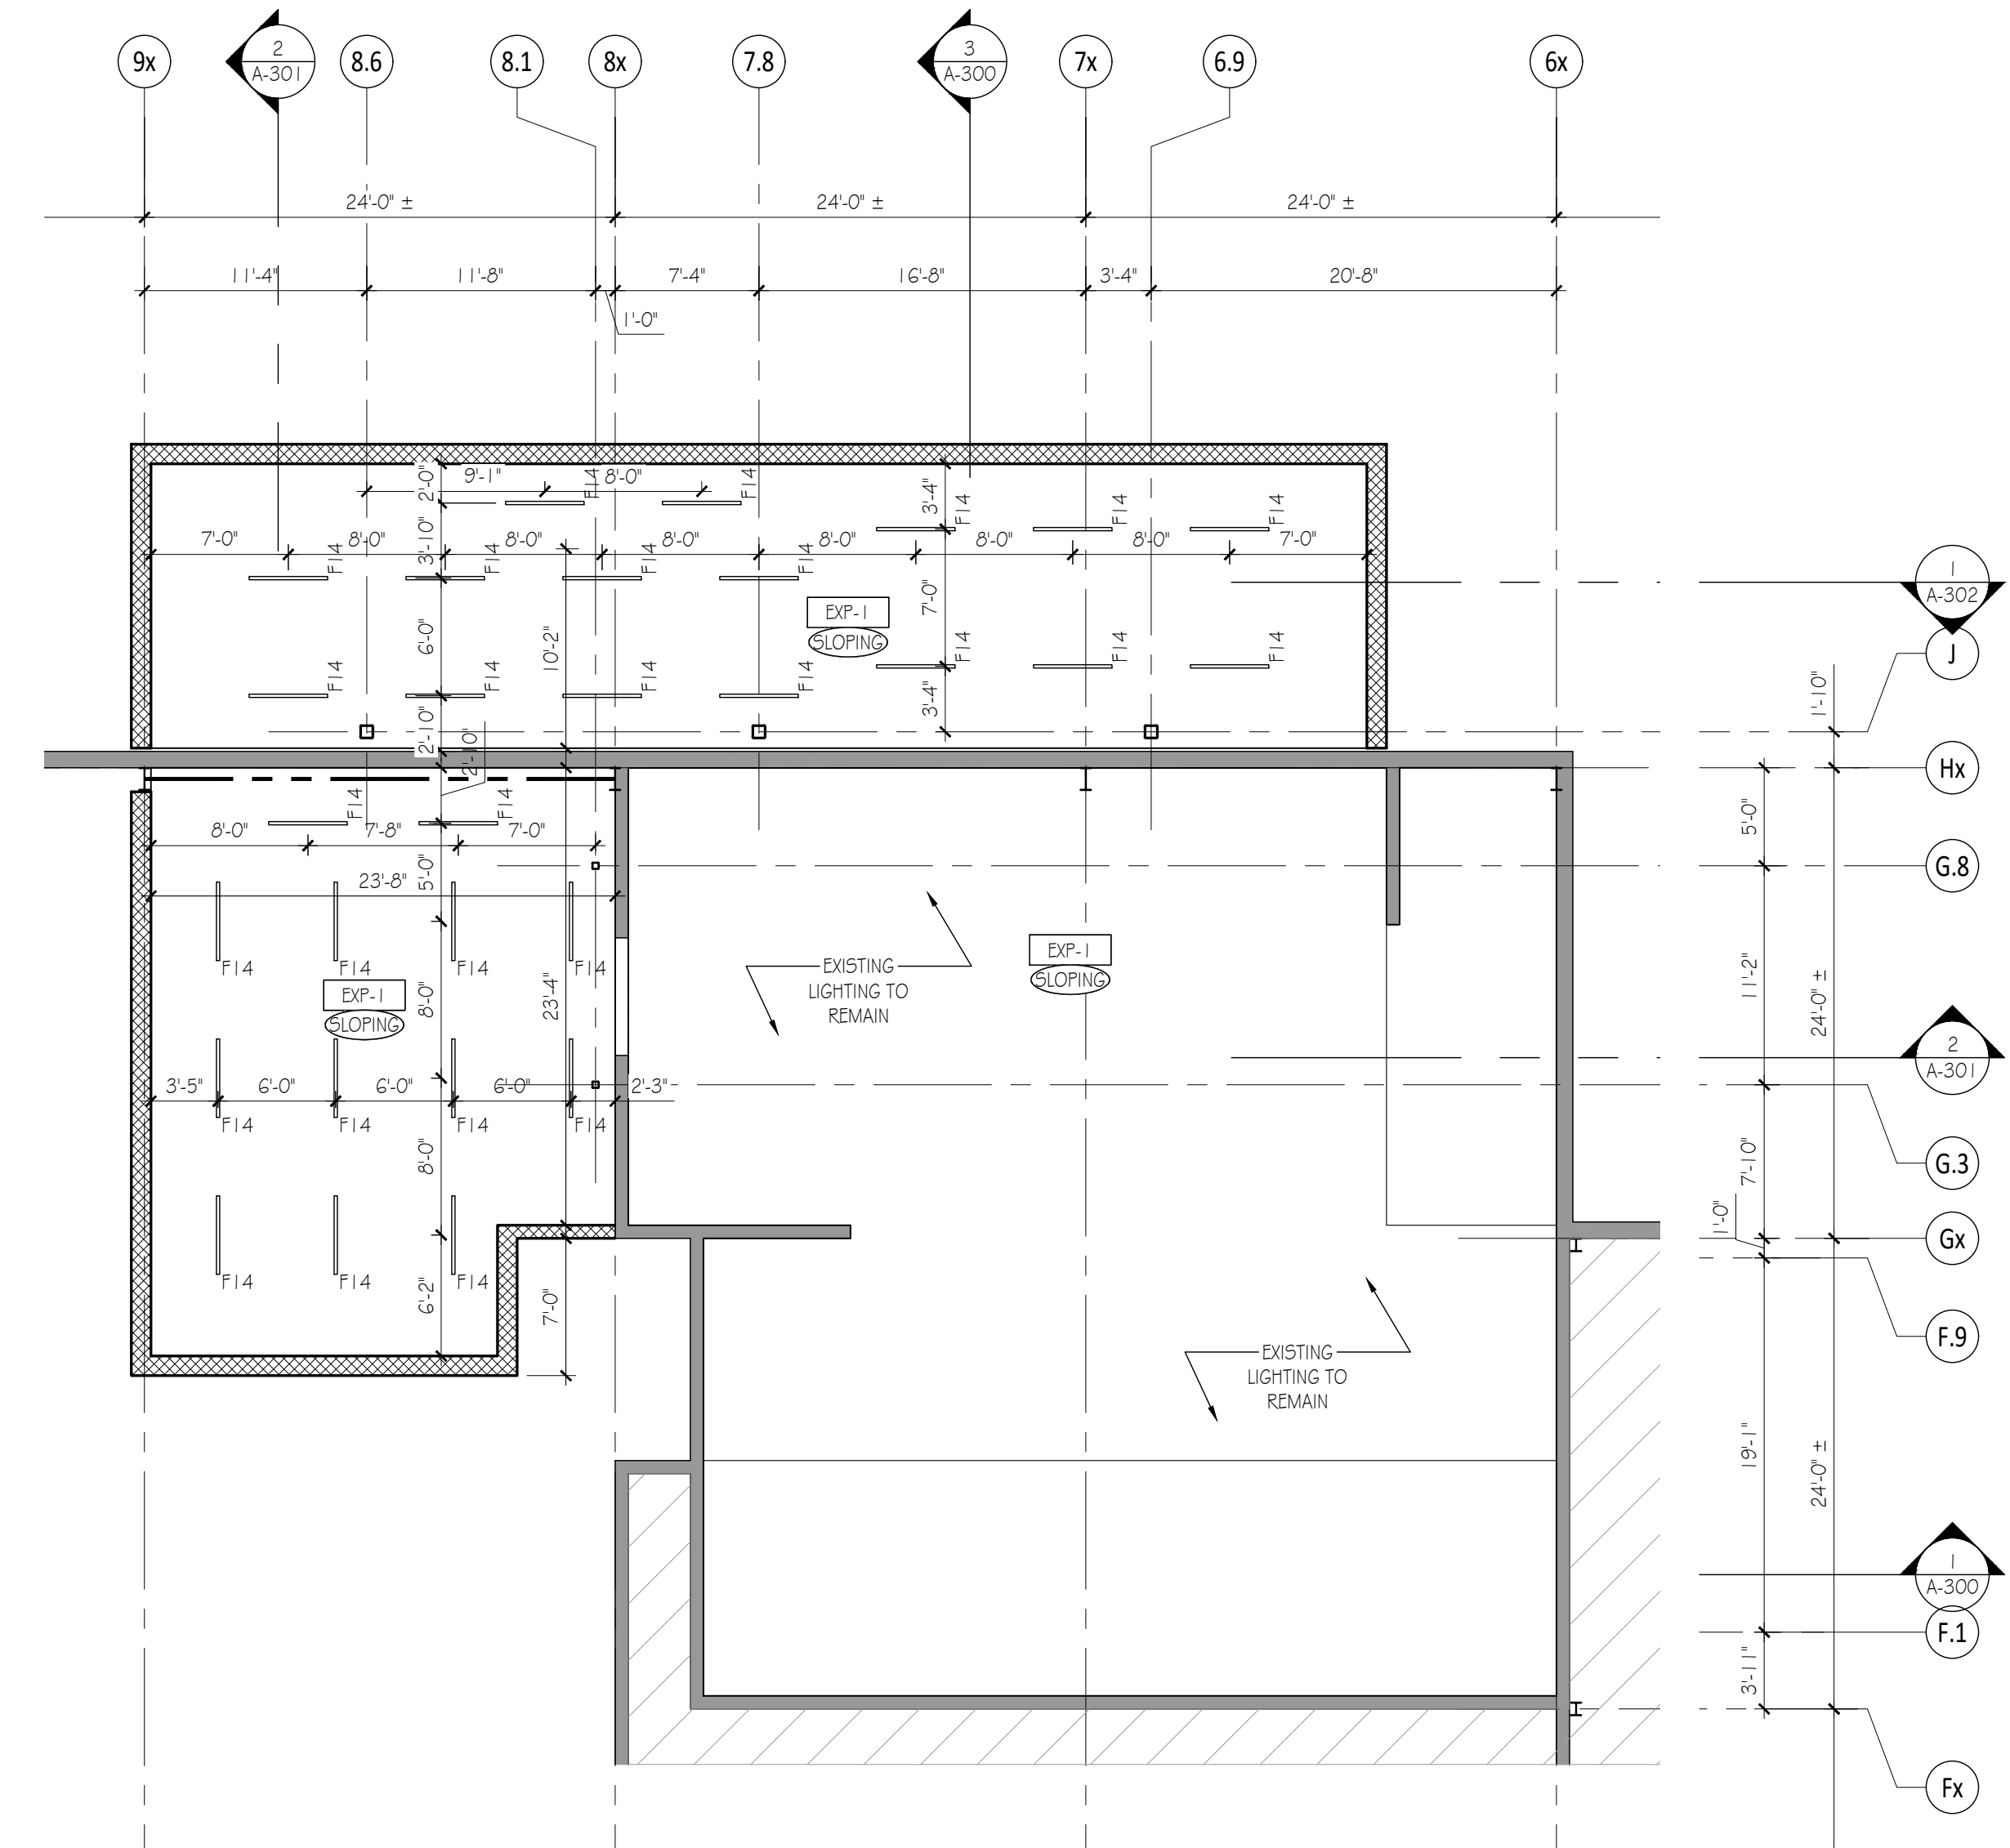 9x
2
A-301
8.6
8.1
8x
7.8
3
A-300
7x
6.9
6x
24'-0" ±
24'-0" ±
24'-0" ±
11'-4"
11'-8"
7'-4"
16'-8"
3'-4"
20'-8"
1'-0"
2'-0"
9'-1"
8'-0"
F14
F14
3'-4"
F14
F14
F14
7'-0"
8'-0"
3'-10"
8'-0"
8'-0"
8'-0"
8'-0"
8'-0"
7'-0"
F14
F14
F14
F14
EXP-1
SLOPING
7'-0"
6'-0"
10'-2"
F14
F14
F14
F14
F14
F14
F14
3'-4"
2'-10"
2'-10"
1
A-302
J
1'-10"
Hx
F14
F14
8'-0"
7'-8"
7'-0"
5'-0"
G.8
23'-8"
5'-0"
F14
F14
F14
F14
EXP-1
SLOPING
8'-0"
23'-4"
EXISTING
LIGHTING TO
REMAIN
EXP-1
SLOPING
11'-2"
24'-0" ±
2
A-301
3'-5"
6'-0"
6'-0"
6'-0"
2'-3"
F14
F14
F14
F14
8'-0"
7'-10"
G.3
1'-0"
Gx
F14
F14
F14
6'-2"
7'-0"
F.9
EXISTING
LIGHTING TO
REMAIN
19'-1"
24'-0" ±
1
A-300
F.1
3'-11"
Fx